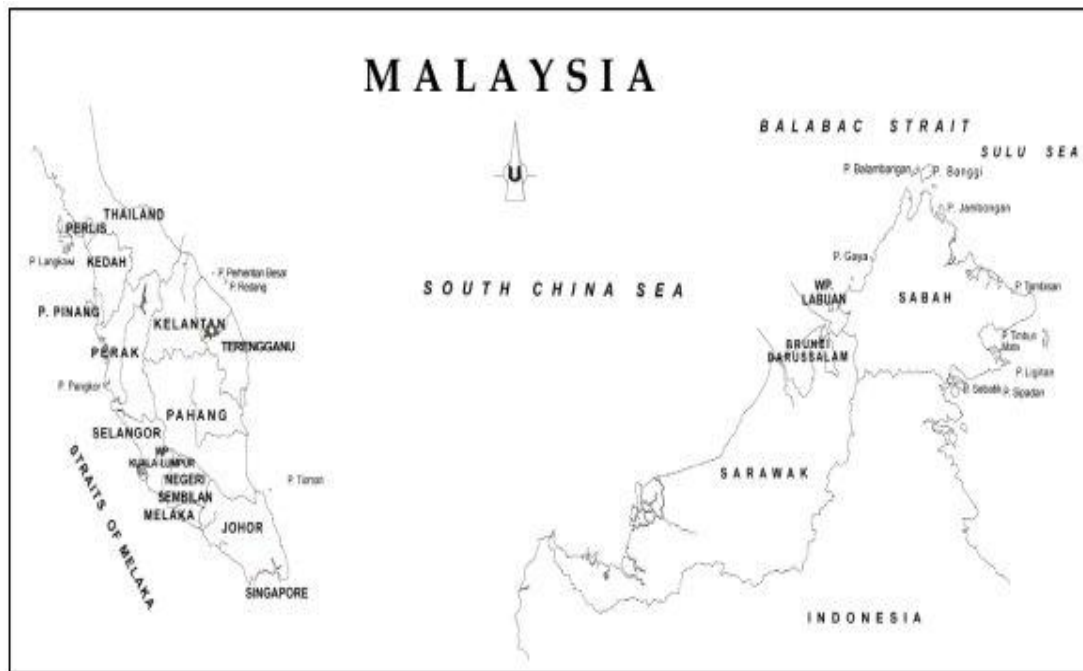 MALAYSIA
BALABAC STRAIT
SULU SEA
U
P. Balambangan
P. Banggi
P. Jambongan
THAILAND
PERLIS
P. Langkawi
KEDAH
P. Perhentian Besar
P. Redang
P. Gaya
SOUTH CHINA SEA
WP.
LABUAN
SABAH
P. Tambisan
P. PINANG
KELANTAN
TERENGGANU
PERAK
BRUNEI
DARUSSALAM
P. Timbun
Mata
P. Ligitan
P. Pangkor
P. Sebatik
P. Sipadan
PAHANG
SELANGOR
WP
KUALA-LUMPUR
NEGERI
SEMBILAN
P. Tioman
SARAWAK
MELAKA
JOHOR
STRAITS OF MELAKA
SINGAPORE
INDONESIA